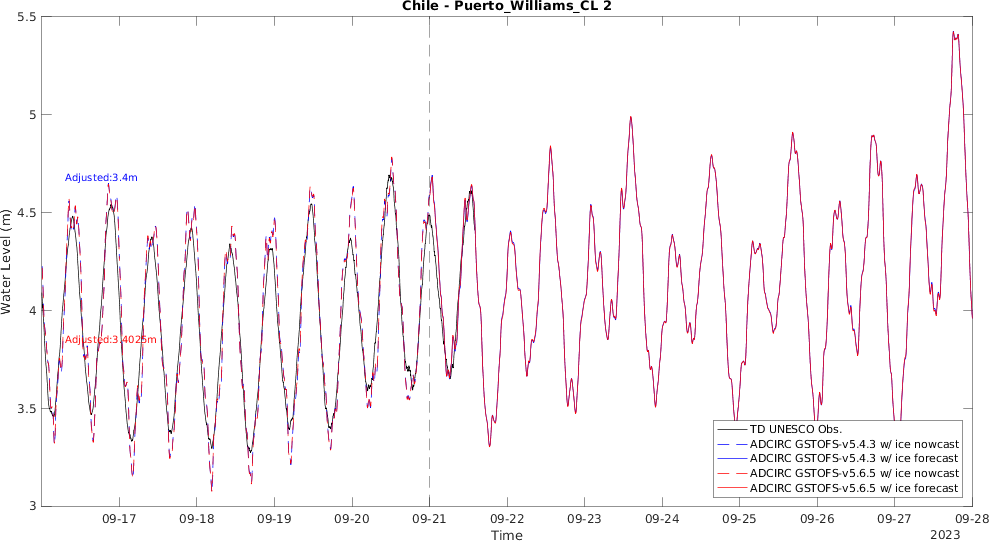 Chile - Puerto_Williams_CL 2
5.5
5
4.5
4
3.5
3
Water Level (m)
Adjusted:3.4m
Adjusted:3.4025m
TD UNESCO Obs.
ADCIRC GSTOFS-v5.4.3 w/ ice nowcast
ADCIRC GSTOFS-v5.4.3 w/ ice forecast
ADCIRC GSTOFS-v5.6.5 w/ ice nowcast
ADCIRC GSTOFS-v5.6.5 w/ ice forecast
09-17 09-18 09-19 09-20 09-21 09-22 09-23 09-24 09-25 09-26 09-27 09-28
Time
2023